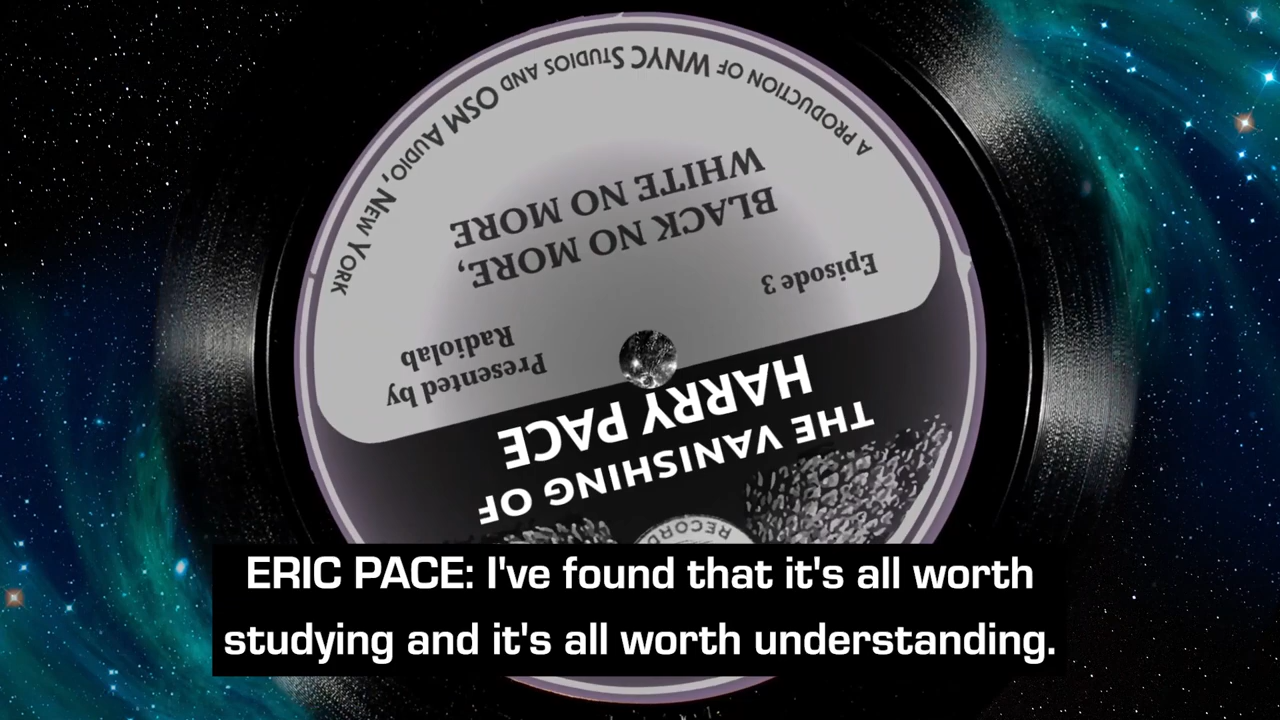 THE VANISHING OF
HARRY PACE
Presented by
Radiolab
Episode 3
BLACK NO MORE,
WHITE NO MORE
A PRODUCTION OF WNYC STUDIOS AND OSM AUDIO, NEW YORK
ERIC PACE: I've found that it's all worth
studying and it's all worth understanding.